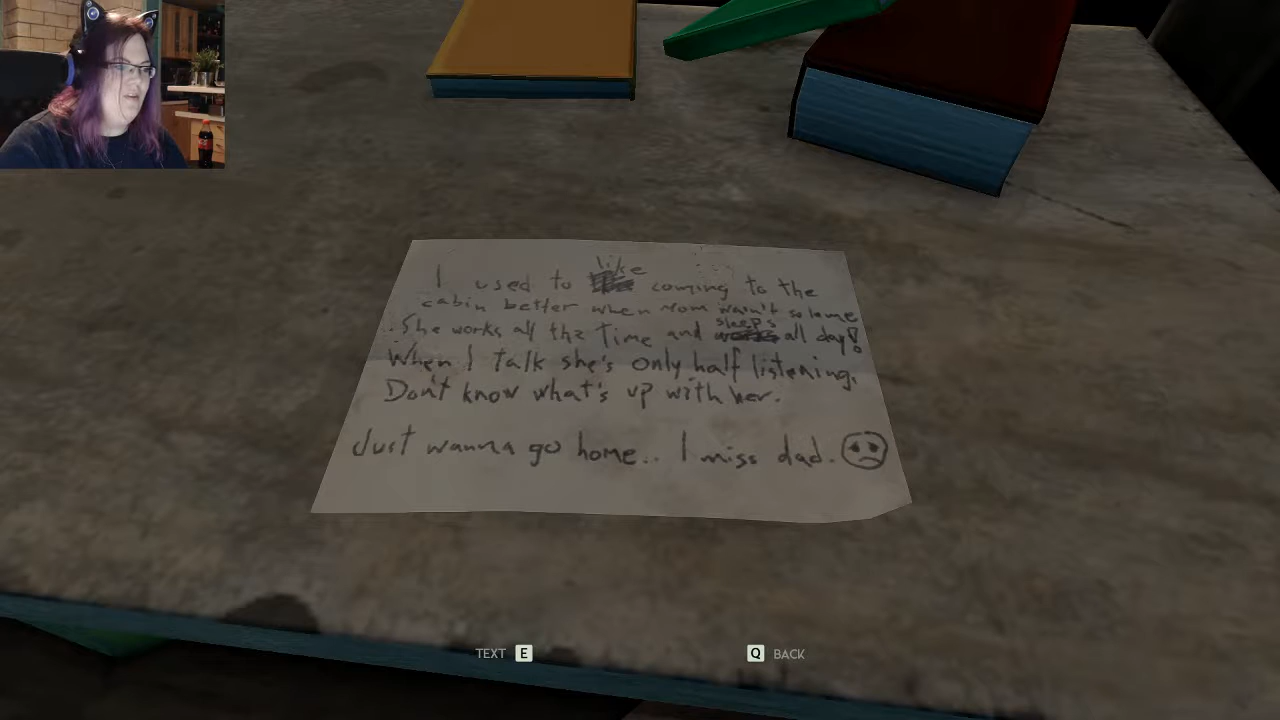 I used to like coming to the
cabin better when Mom wasn't so lame
She works all the Time and sleeps all day!
When I talk she's only half listening.
Don't know what's up with her.
Just wanna go home.. I miss dad.
TEXT E Q BACK